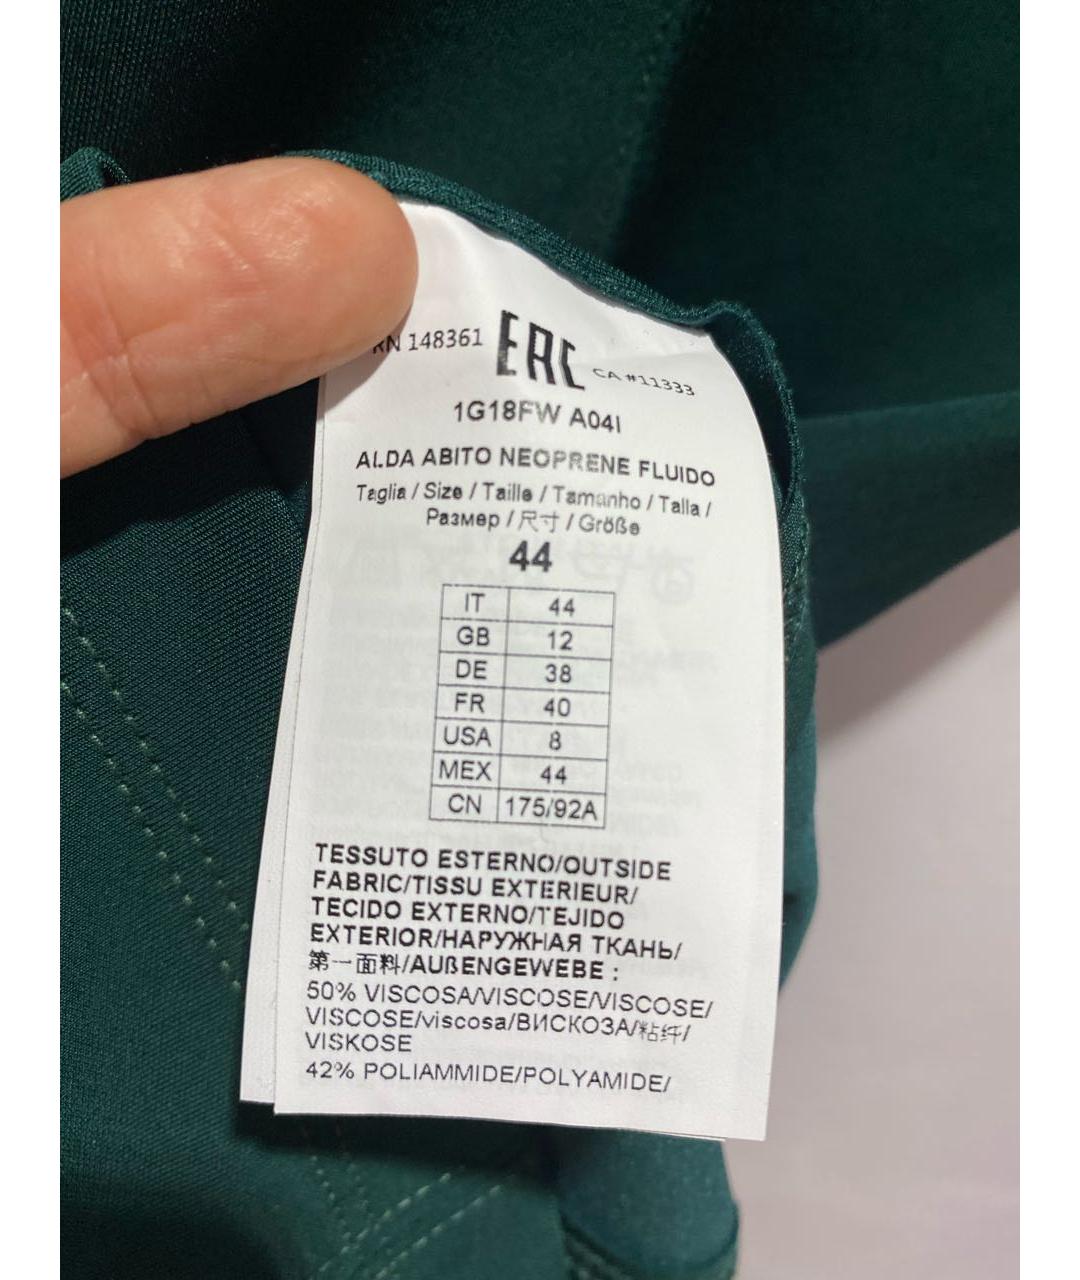 RN 148361 EAC CA #11333
1G18FW A04I
ALDA ABITO NEOPRENE FLUIDO
Taglia / Size / Taille / Tamanho / Talla /
Размер / 尺寸 / Größe
44
IT 44
GB 12
DE 38
FR 40
USA 8
MEX 44
CN 175/92A
TESSUTO ESTERNO/OUTSIDE
FABRIC/TISSU EXTERIEUR/
TECIDO EXTERNO/TEJIDO
EXTERIOR/НАРУЖНАЯ ТКАНЬ/
第一面料/AUßENGEWEBE :
50% VISCOSA/VISCOSE/VISCOSE/
VISCOSE/viscosa/ВИСКОЗА/粘纤/
VISKOSE
42% POLIAMMIDE/POLYAMIDE/